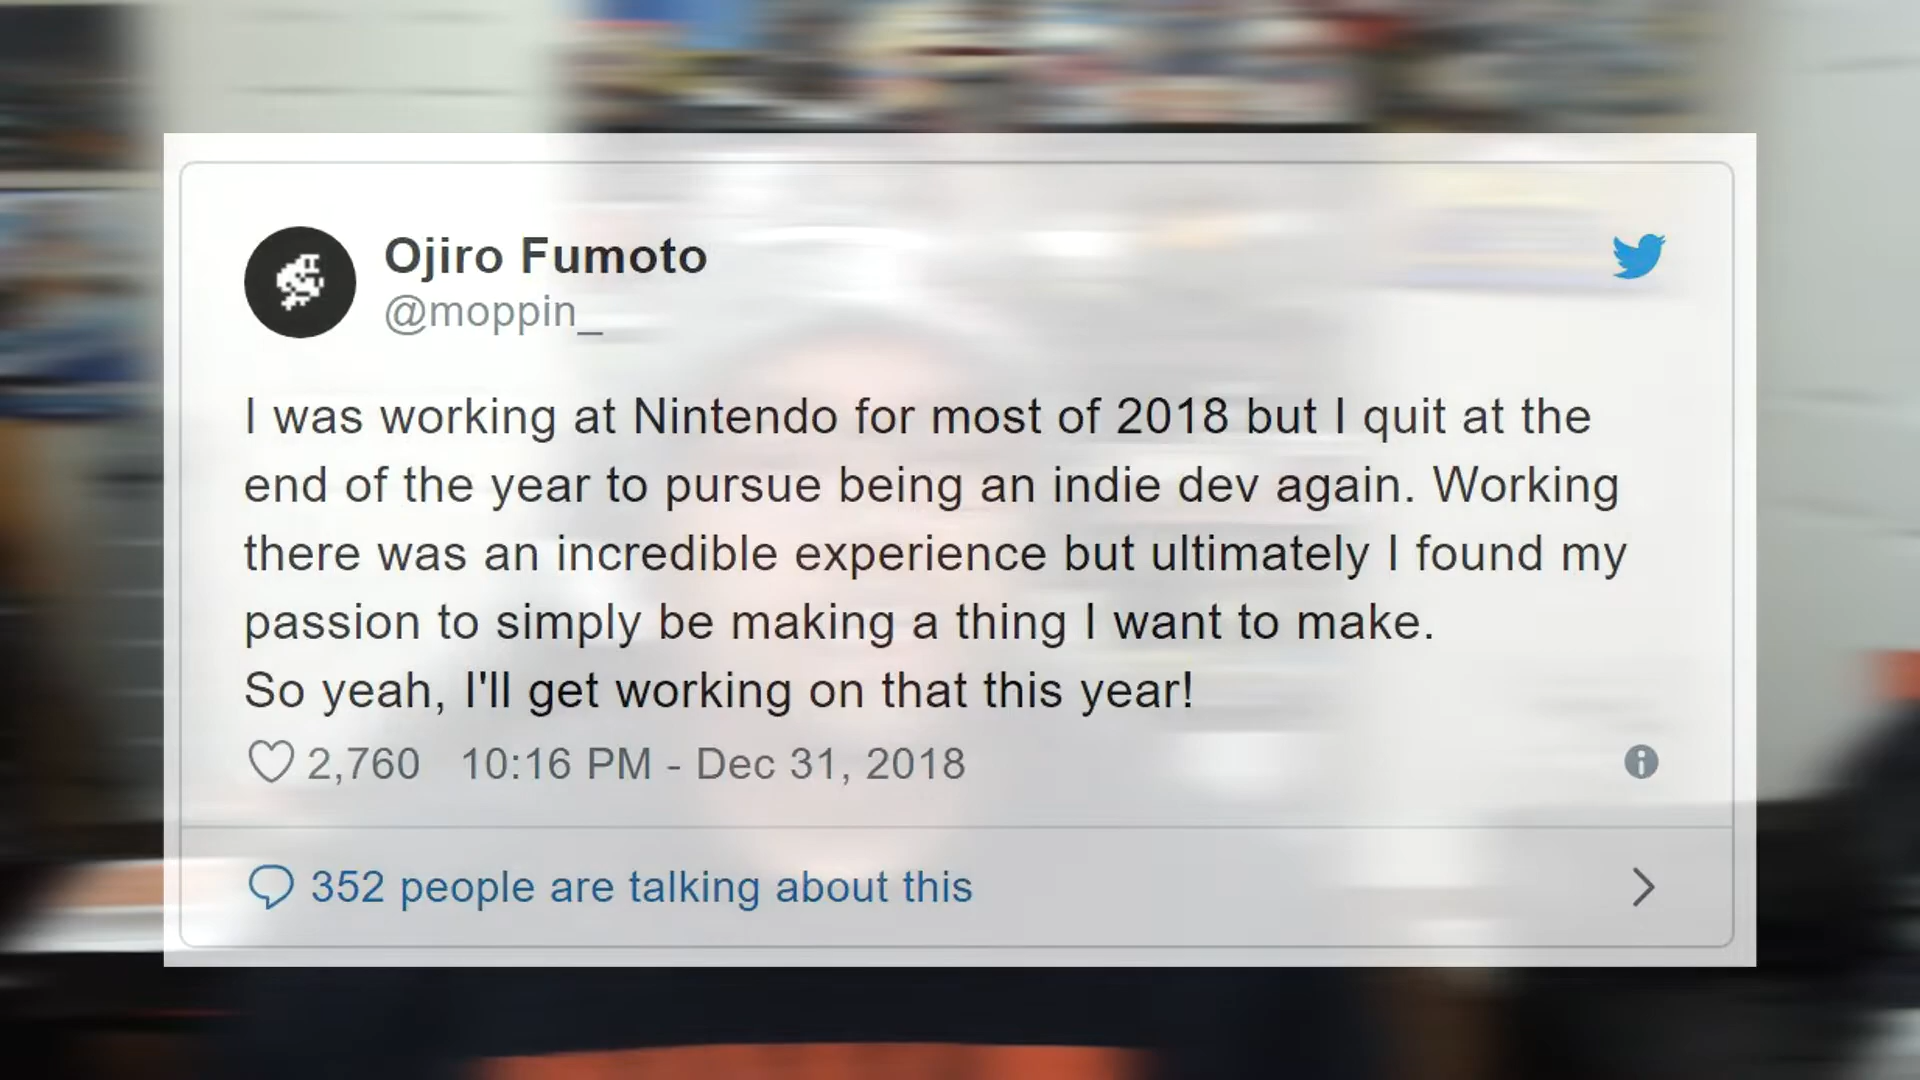 Ojiro Fumoto
@moppin_
I was working at Nintendo for most of 2018 but I quit at the
end of the year to pursue being an indie dev again. Working
there was an incredible experience but ultimately I found my
passion to simply be making a thing I want to make.
So yeah, I'll get working on that this year!
2,760 10:16 PM - Dec 31, 2018
352 people are talking about this